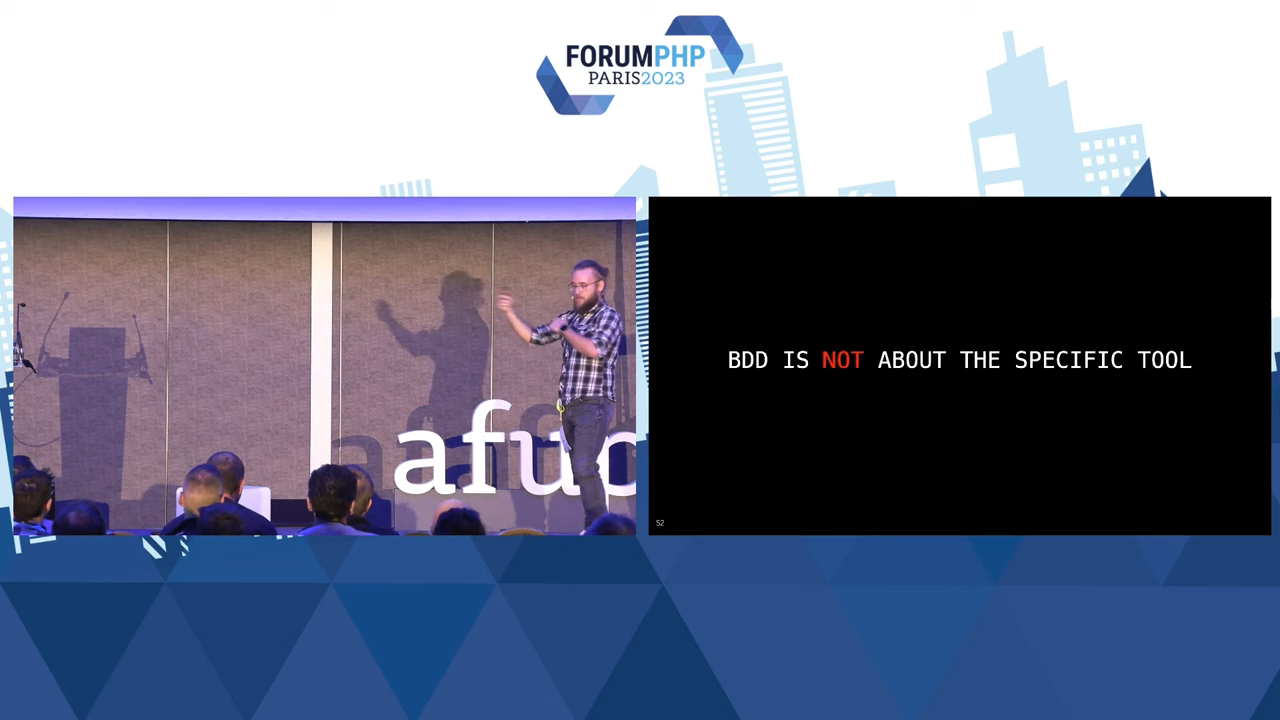 FORUMPHP
PARIS2023
BDD IS NOT ABOUT THE SPECIFIC TOOL
afup
52